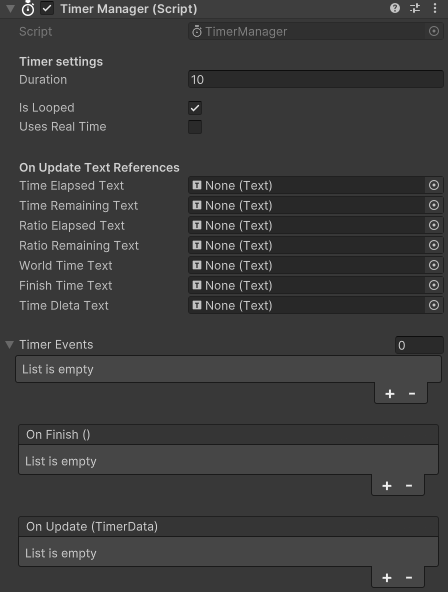 Timer Manager (Script)
Script TimerManager
Timer settings
Duration 10
Is Looped
Uses Real Time
On Update Text References
Time Elapsed Text None (Text)
Time Remaining Text None (Text)
Ratio Elapsed Text None (Text)
Ratio Remaining Text None (Text)
World Time Text None (Text)
Finish Time Text None (Text)
Time Dleta Text None (Text)
Timer Events 0
List is empty
+ -
On Finish ()
List is empty
+ -
On Update (TimerData)
List is empty
+ -